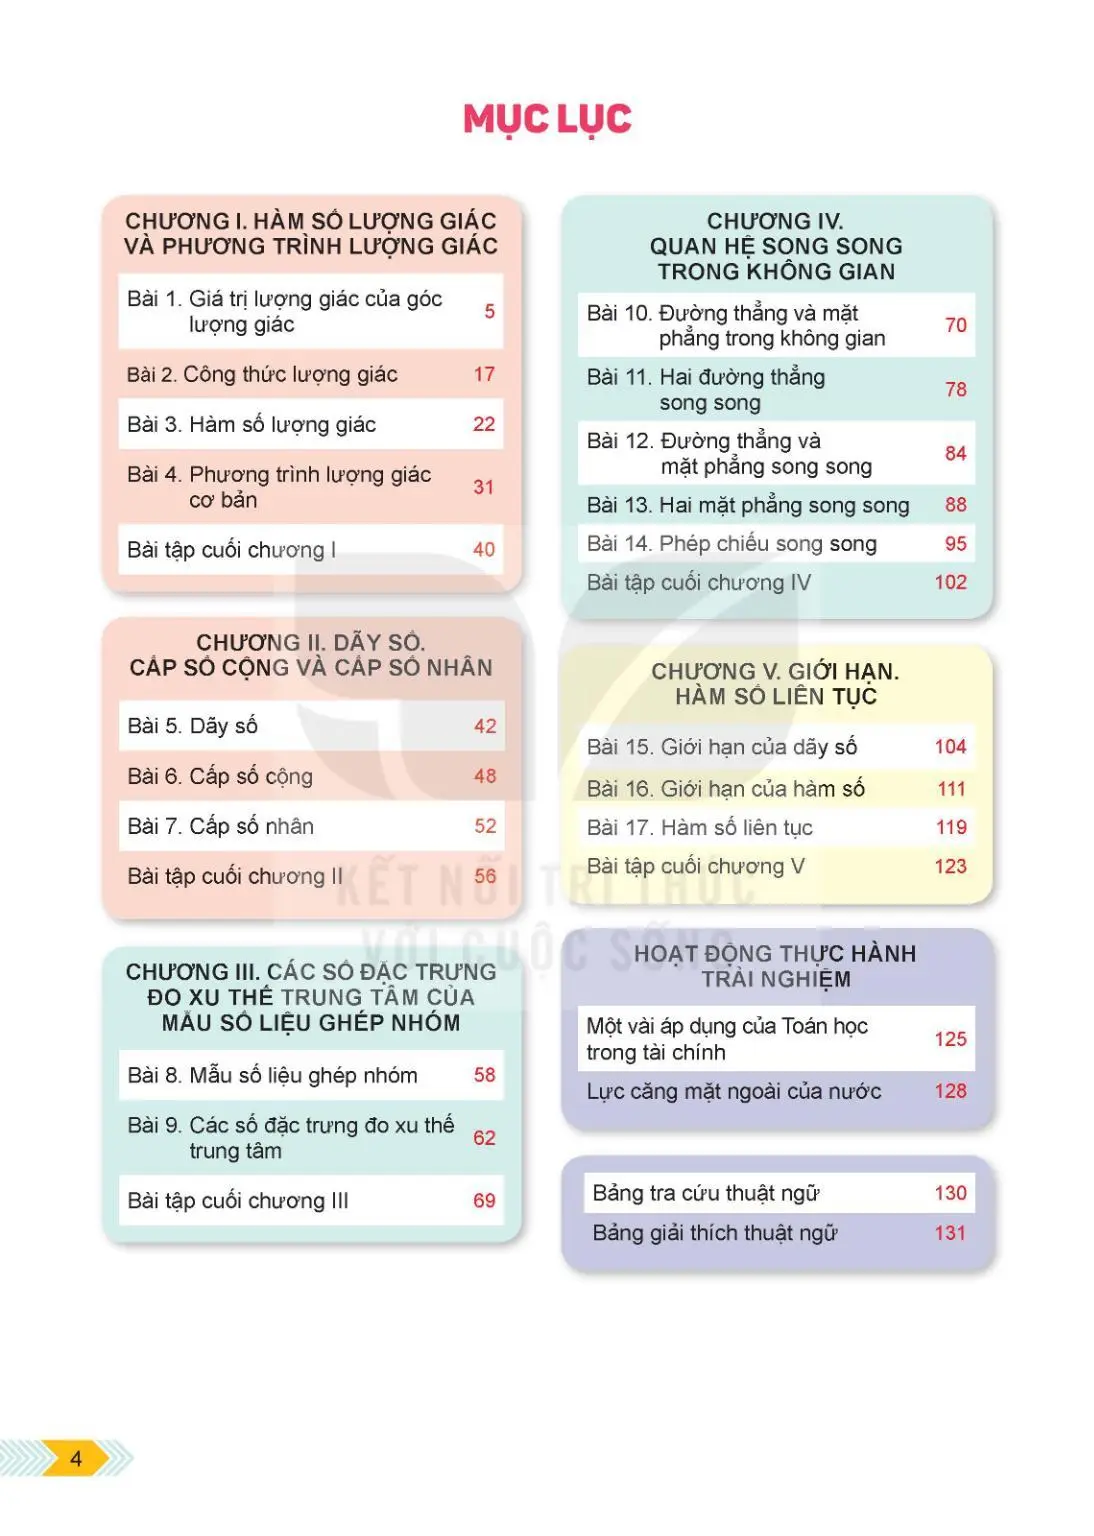 MỤC LỤC
CHƯƠNG I. HÀM SỐ LƯỢNG GIÁC
VÀ PHƯƠNG TRÌNH LƯỢNG GIÁC
Bài 1. Giá trị lượng giác của góc
lượng giác 5
Bài 2. Công thức lượng giác 17
Bài 3. Hàm số lượng giác 22
Bài 4. Phương trình lượng giác
cơ bản 31
Bài tập cuối chương I 40
CHƯƠNG II. DÃY SỐ.
CẤP SỐ CỘNG VÀ CẤP SỐ NHÂN
Bài 5. Dãy số 42
Bài 6. Cấp số cộng 48
Bài 7. Cấp số nhân 52
Bài tập cuối chương II 56
CHƯƠNG III. CÁC SỐ ĐẶC TRƯNG
ĐO XU THẾ TRUNG TÂM CỦA
MẪU SỐ LIỆU GHÉP NHÓM
Bài 8. Mẫu số liệu ghép nhóm 58
Bài 9. Các số đặc trưng đo xu thế
trung tâm 62
Bài tập cuối chương III 69
CHƯƠNG IV.
QUAN HỆ SONG SONG
TRONG KHÔNG GIAN
Bài 10. Đường thẳng và mặt
phẳng trong không gian 70
Bài 11. Hai đường thẳng
song song 78
Bài 12. Đường thẳng và
mặt phẳng song song 84
Bài 13. Hai mặt phẳng song song 88
Bài 14. Phép chiếu song song 95
Bài tập cuối chương IV 102
CHƯƠNG V. GIỚI HẠN.
HÀM SỐ LIÊN TỤC
Bài 15. Giới hạn của dãy số 104
Bài 16. Giới hạn của hàm số 111
Bài 17. Hàm số liên tục 119
Bài tập cuối chương V 123
HOẠT ĐỘNG THỰC HÀNH
TRẢI NGHIỆM
Một vài áp dụng của Toán học
trong tài chính 125
Lực căng mặt ngoài của nước 128
Bảng tra cứu thuật ngữ 130
Bảng giải thích thuật ngữ 131
KẾT NỐI TRI THỨC
VỚI CUỘC SỐNG
4